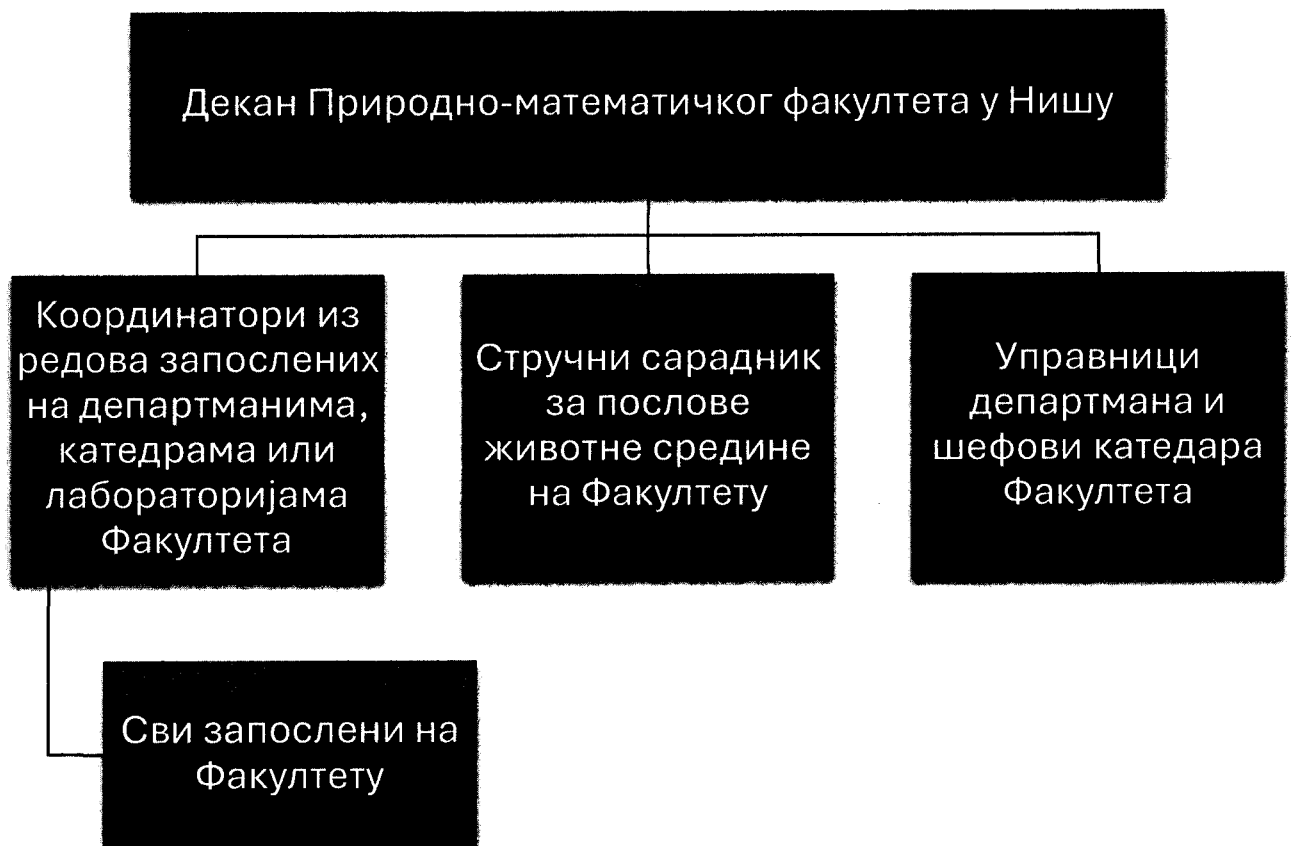 Декан Природно-математичког факултета у Нишу
Координатори из
редова запослених
на департманима,
катедрама или
лабораторијама
Факултета
Стручни сарадник
за послове
животне средине
на Факултету
Управници
департмана и
шефови катедара
Факултета
Сви запослени на
Факултету